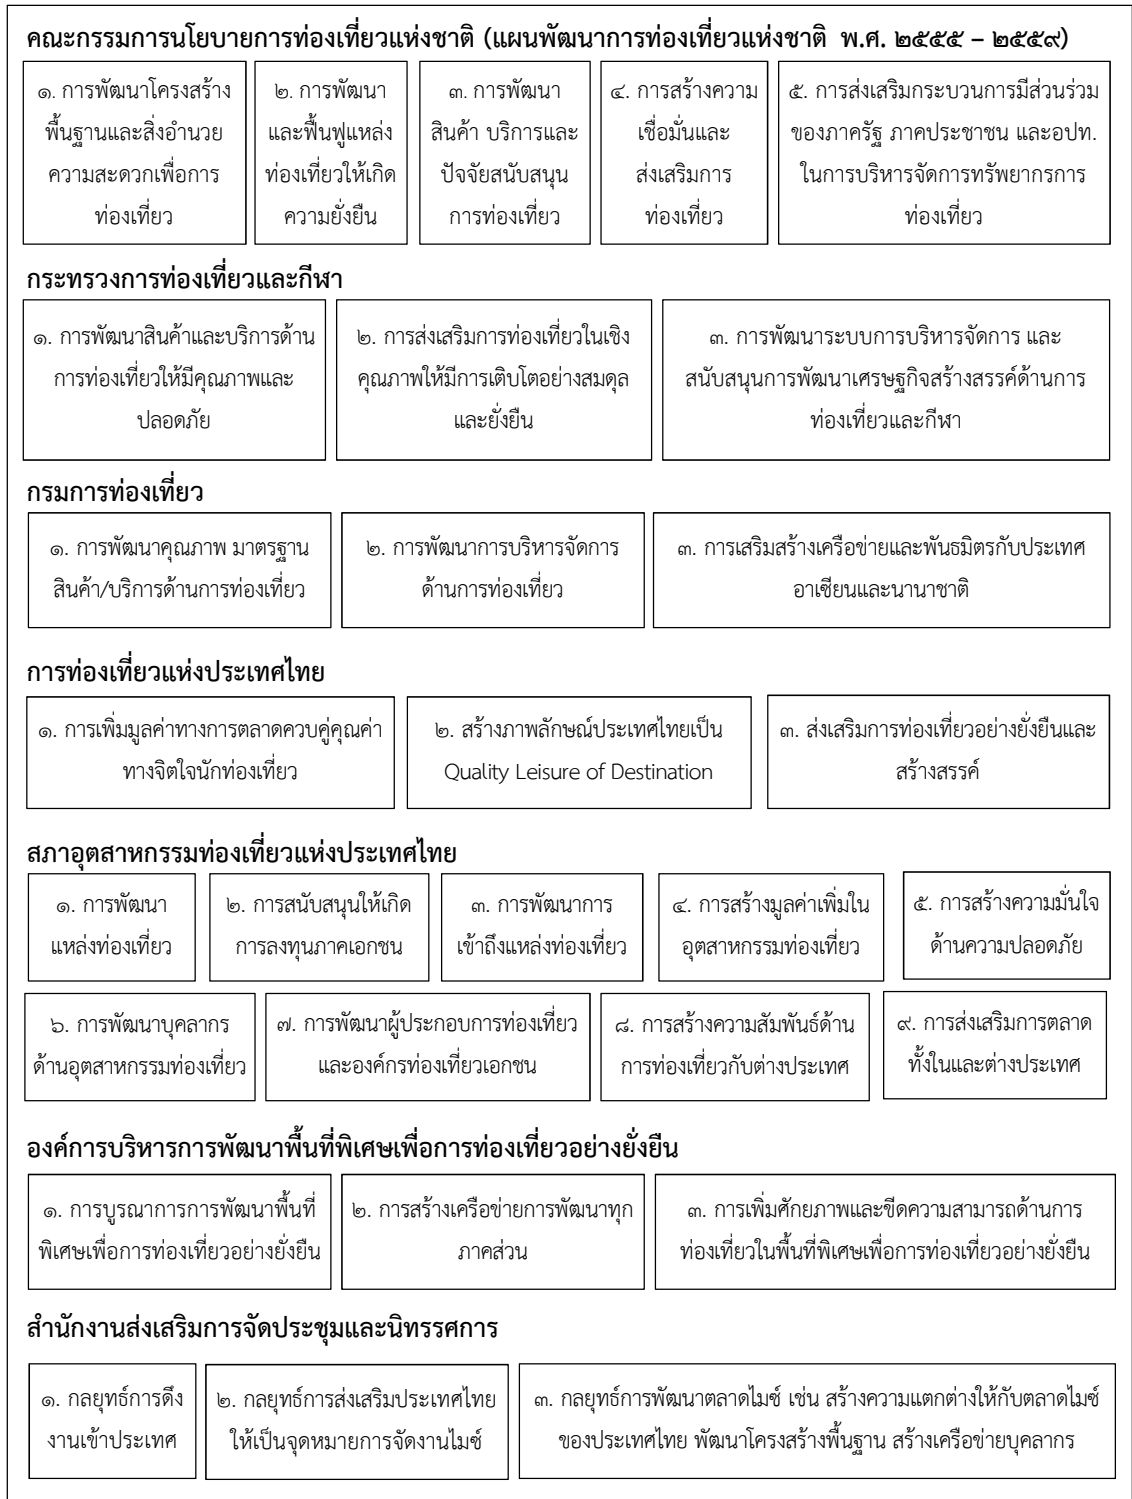 คณะกรรมการนโยบายการท่องเที่ยวแห่งชาติ (แผนพัฒนาการท่องเที่ยวแห่งชาติ พ.ศ. ๒๕๕๕ – ๒๕๕๙)
๑. การพัฒนาโครงสร้าง
พื้นฐานและสิ่งอำนวย
ความสะดวกเพื่อการ
ท่องเที่ยว
๒. การพัฒนา
และฟื้นฟูแหล่ง
ท่องเที่ยวให้เกิด
ความยั่งยืน
๓. การพัฒนา
สินค้า บริการและ
ปัจจัยสนับสนุน
การท่องเที่ยว
๔. การสร้างความ
เชื่อมั่นและ
ส่งเสริมการ
ท่องเที่ยว
๕. การส่งเสริมกระบวนการมีส่วนร่วม
ของภาครัฐ ภาคประชาชน และอปท.
ในการบริหารจัดการทรัพยากรการ
ท่องเที่ยว
กระทรวงการท่องเที่ยวและกีฬา
๑. การพัฒนาสินค้าและบริการด้าน
การท่องเที่ยวให้มีคุณภาพและ
ปลอดภัย
๒. การส่งเสริมการท่องเที่ยวในเชิง
คุณภาพให้มีการเติบโตอย่างสมดุล
และยั่งยืน
๓. การพัฒนาระบบการบริหารจัดการ และ
สนับสนุนการพัฒนาเศรษฐกิจสร้างสรรค์ด้านการ
ท่องเที่ยวและกีฬา
กรมการท่องเที่ยว
๑. การพัฒนาคุณภาพ มาตรฐาน
สินค้า/บริการด้านการท่องเที่ยว
๒. การพัฒนาการบริหารจัดการ
ด้านการท่องเที่ยว
๓. การเสริมสร้างเครือข่ายและพันธมิตรกับประเทศ
อาเซียนและนานาชาติ
การท่องเที่ยวแห่งประเทศไทย
๑. การเพิ่มมูลค่าทางการตลาดควบคู่คุณค่า
ทางจิตใจนักท่องเที่ยว
๒. สร้างภาพลักษณ์ประเทศไทยเป็น
Quality Leisure of Destination
๓. ส่งเสริมการท่องเที่ยวอย่างยั่งยืนและ
สร้างสรรค์
สภาอุตสาหกรรมท่องเที่ยวแห่งประเทศไทย
๑. การพัฒนา
แหล่งท่องเที่ยว
๒. การสนับสนุนให้เกิด
การลงทุนภาคเอกชน
๓. การพัฒนาการ
เข้าถึงแหล่งท่องเที่ยว
๔. การสร้างมูลค่าเพิ่มใน
อุตสาหกรรมท่องเที่ยว
๕. การสร้างความมั่นใจ
ด้านความปลอดภัย
๖. การพัฒนาบุคลากร
ด้านอุตสาหกรรมท่องเที่ยว
๗. การพัฒนาผู้ประกอบการท่องเที่ยว
และองค์กรท่องเที่ยวเอกชน
๘. การสร้างความสัมพันธ์ด้าน
การท่องเที่ยวกับต่างประเทศ
๙. การส่งเสริมการตลาด
ทั้งในและต่างประเทศ
องค์การบริหารการพัฒนาพื้นที่พิเศษเพื่อการท่องเที่ยวอย่างยั่งยืน
๑. การบูรณาการการพัฒนาพื้นที่
พิเศษเพื่อการท่องเที่ยวอย่างยั่งยืน
๒. การสร้างเครือข่ายการพัฒนาทุก
ภาคส่วน
๓. การเพิ่มศักยภาพและขีดความสามารถด้านการ
ท่องเที่ยวในพื้นที่พิเศษเพื่อการท่องเที่ยวอย่างยั่งยืน
สำนักงานส่งเสริมการจัดประชุมและนิทรรศการ
๑. กลยุทธ์การดึง
งานเข้าประเทศ
๒. กลยุทธ์การส่งเสริมประเทศไทย
ให้เป็นจุดหมายการจัดงานไมซ์
๓. กลยุทธ์การพัฒนาตลาดไมซ์ เช่น สร้างความแตกต่างให้กับตลาดไมซ์
ของประเทศไทย พัฒนาโครงสร้างพื้นฐาน สร้างเครือข่ายบุคลากร